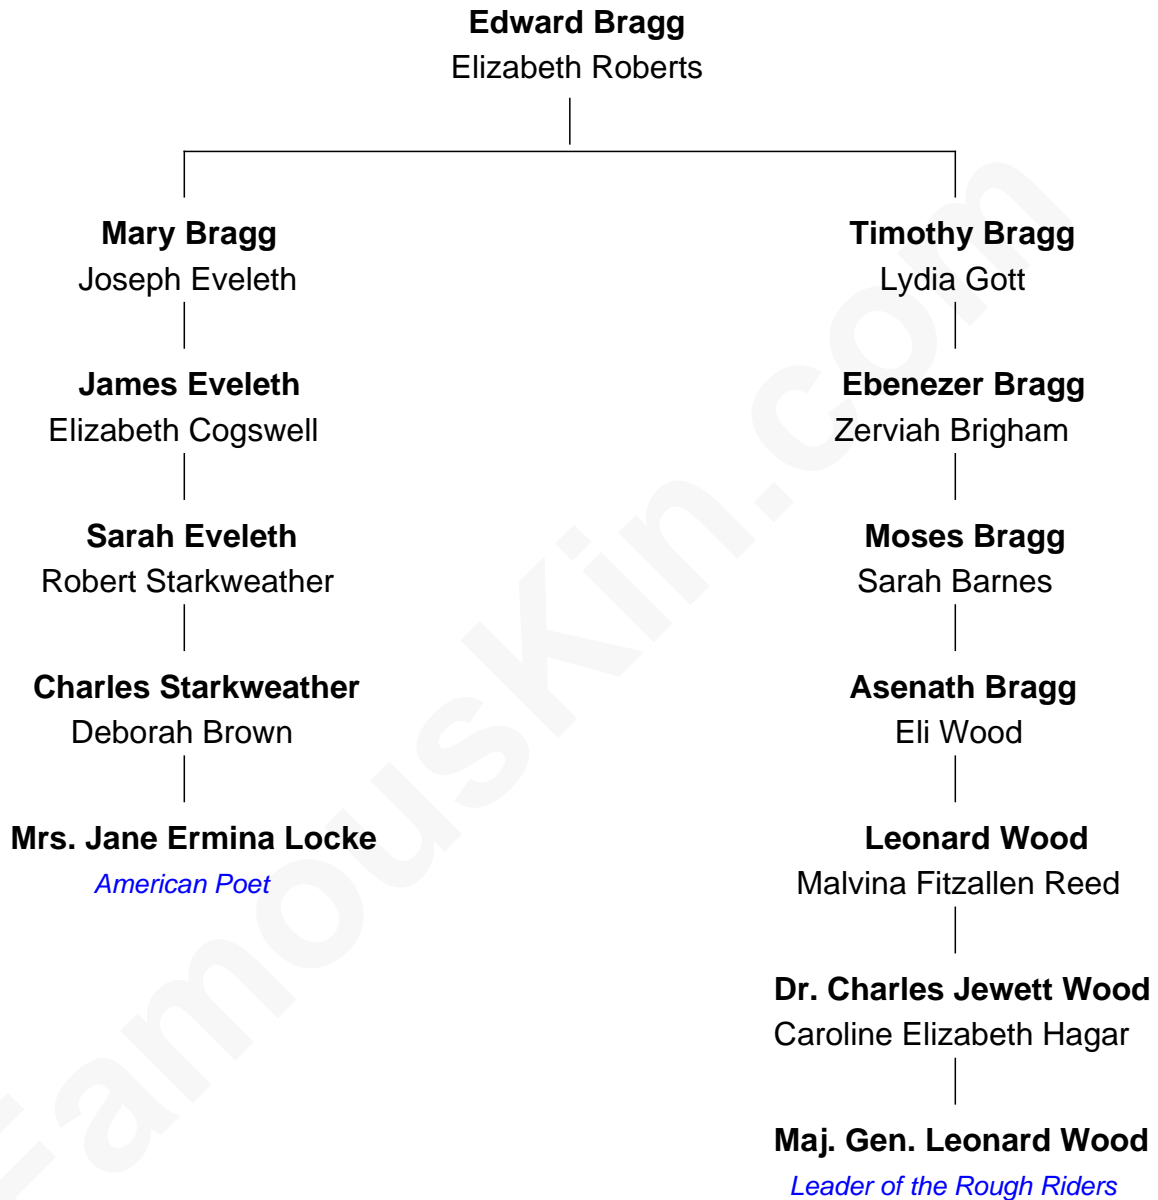 Edward Bragg
Elizabeth Roberts
Mary Bragg
Joseph Eveleth
James Eveleth
Elizabeth Cogswell
Sarah Eveleth
Robert Starkweather
Charles Starkweather
Deborah Brown
Mrs. Jane Ermina Locke
American Poet
Timothy Bragg
Lydia Gott
Ebenezer Bragg
Zerviah Brigham
Moses Bragg
Sarah Barnes
Asenath Bragg
Eli Wood
Leonard Wood
Malvina Fitzallen Reed
Dr. Charles Jewett Wood
Caroline Elizabeth Hagar
Maj. Gen. Leonard Wood
Leader of the Rough Riders
FamousKin.com